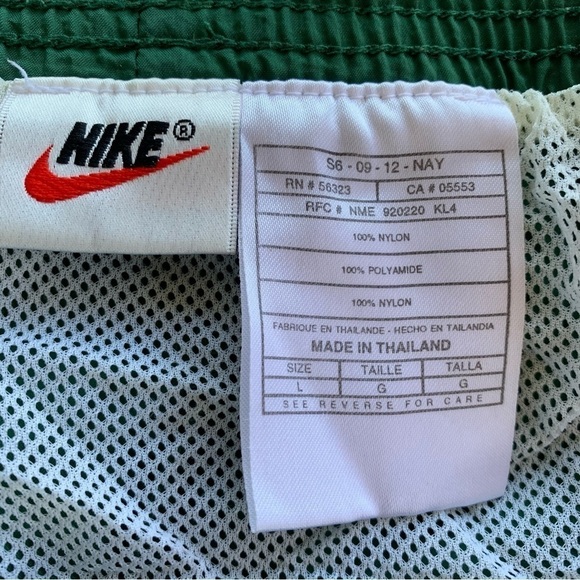 NIKE®
S6 - 09 - 12 - NAY
RN # 56323 CA # 05553
RFC # NME 920220 KL4
100% NYLON
100% POLYAMIDE
100% NYLON
FABRIQUE EN THAILANDE - HECHO EN TAILANDIA
MADE IN THAILAND
SIZE TAILLE TALLA
L G G
SEE REVERSE FOR CARE